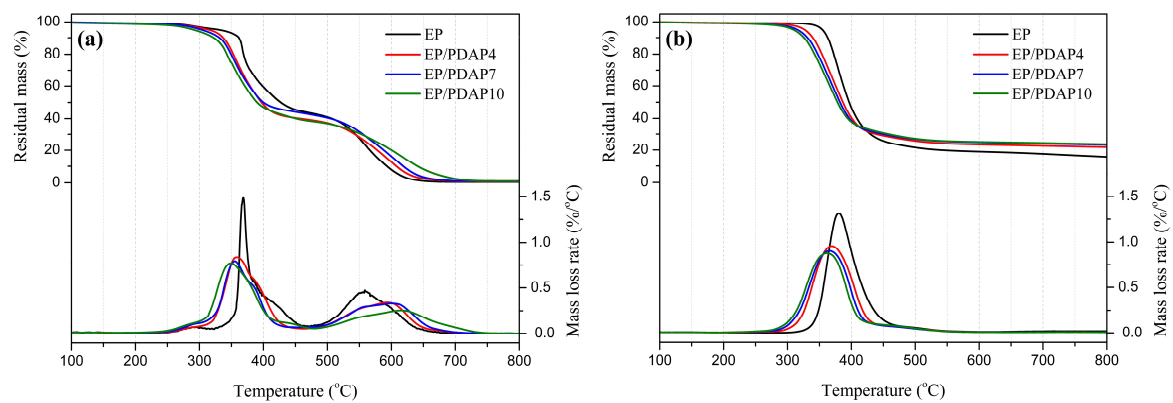 (a)
EP
EP/PDAP4
EP/PDAP7
EP/PDAP10
Residual mass (%)
100
80
60
40
20
0
1.5
1.0
0.5
0.0
Mass loss rate (%/°C)
100 200 300 400 500 600 700 800
Temperature (°C)
(b)
EP
EP/PDAP4
EP/PDAP7
EP/PDAP10
Residual mass (%)
100
80
60
40
20
0
1.5
1.0
0.5
0.0
Mass loss rate (%/°C)
100 200 300 400 500 600 700 800
Temperature (°C)